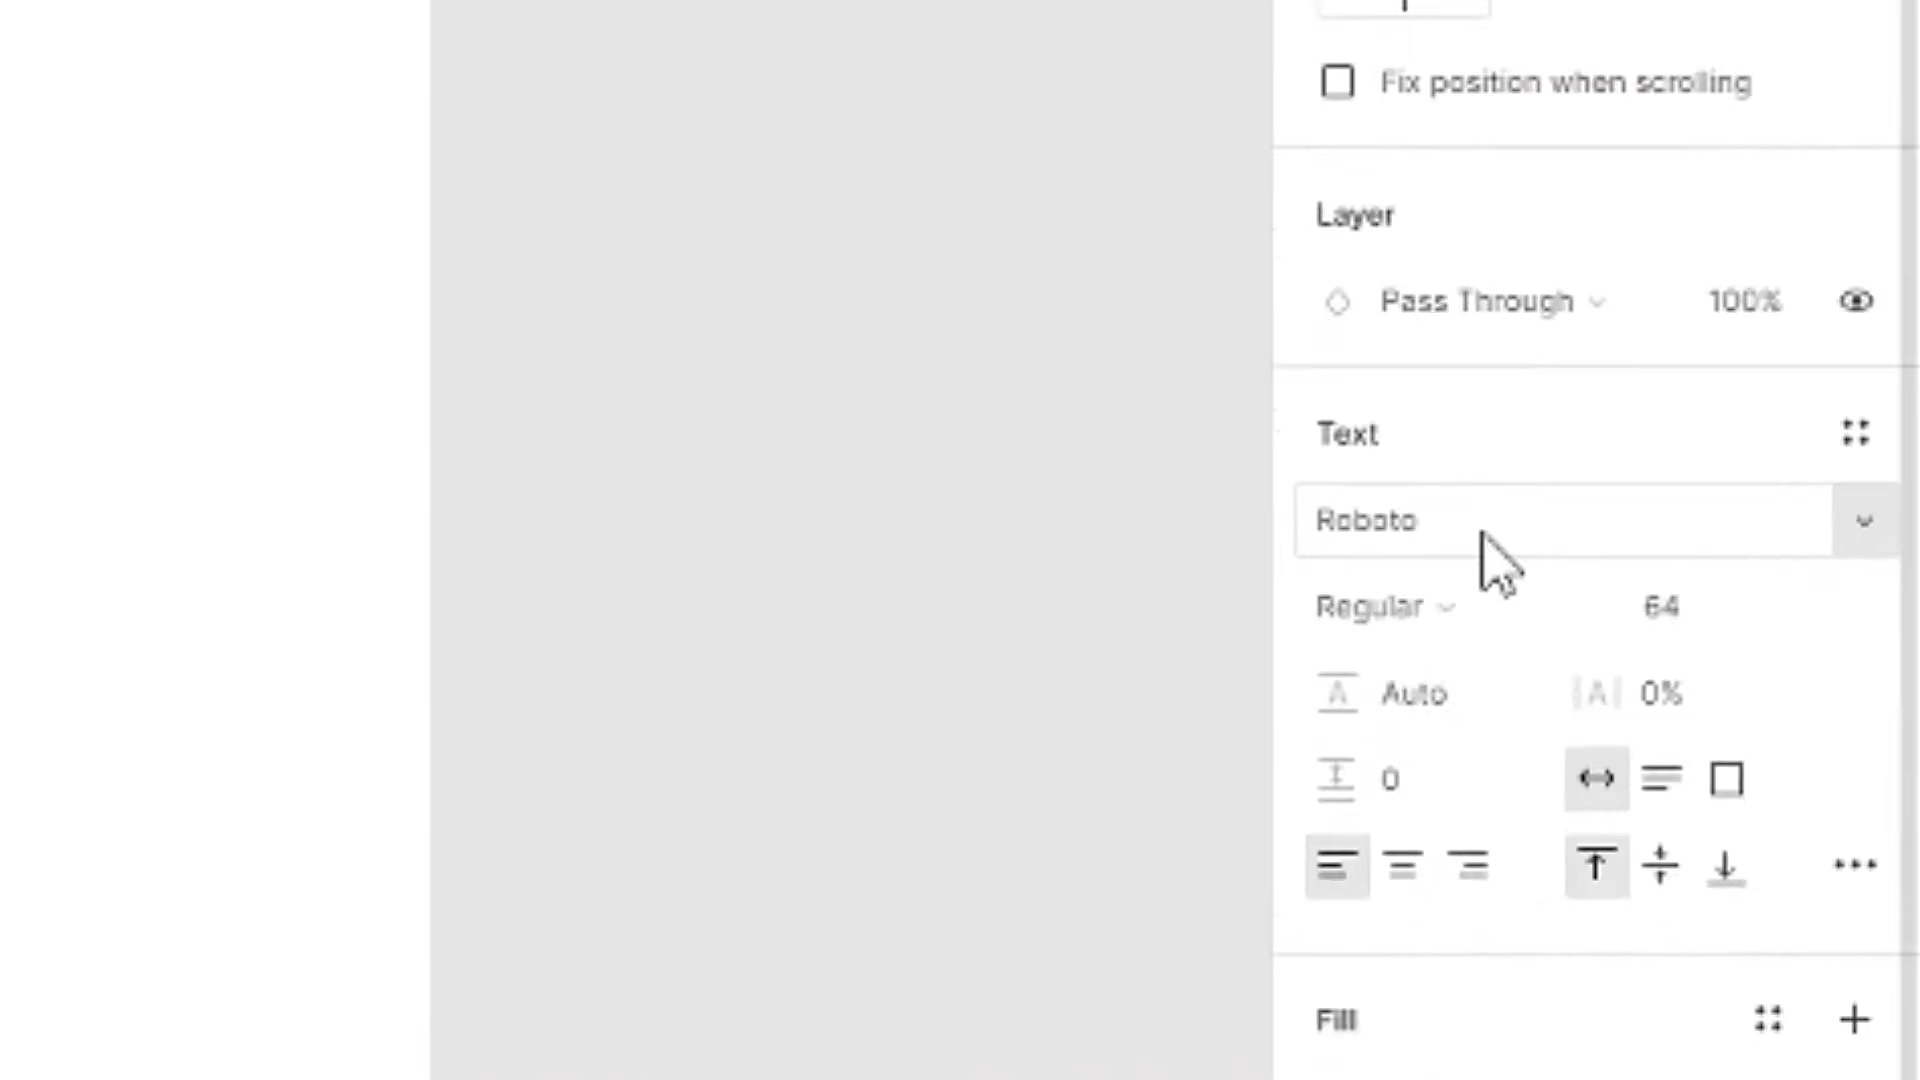 Fix position when scrolling
Layer
Pass Through 100%
Text
Roboto
Regular 64
A Auto |A| 0%
0
Fill